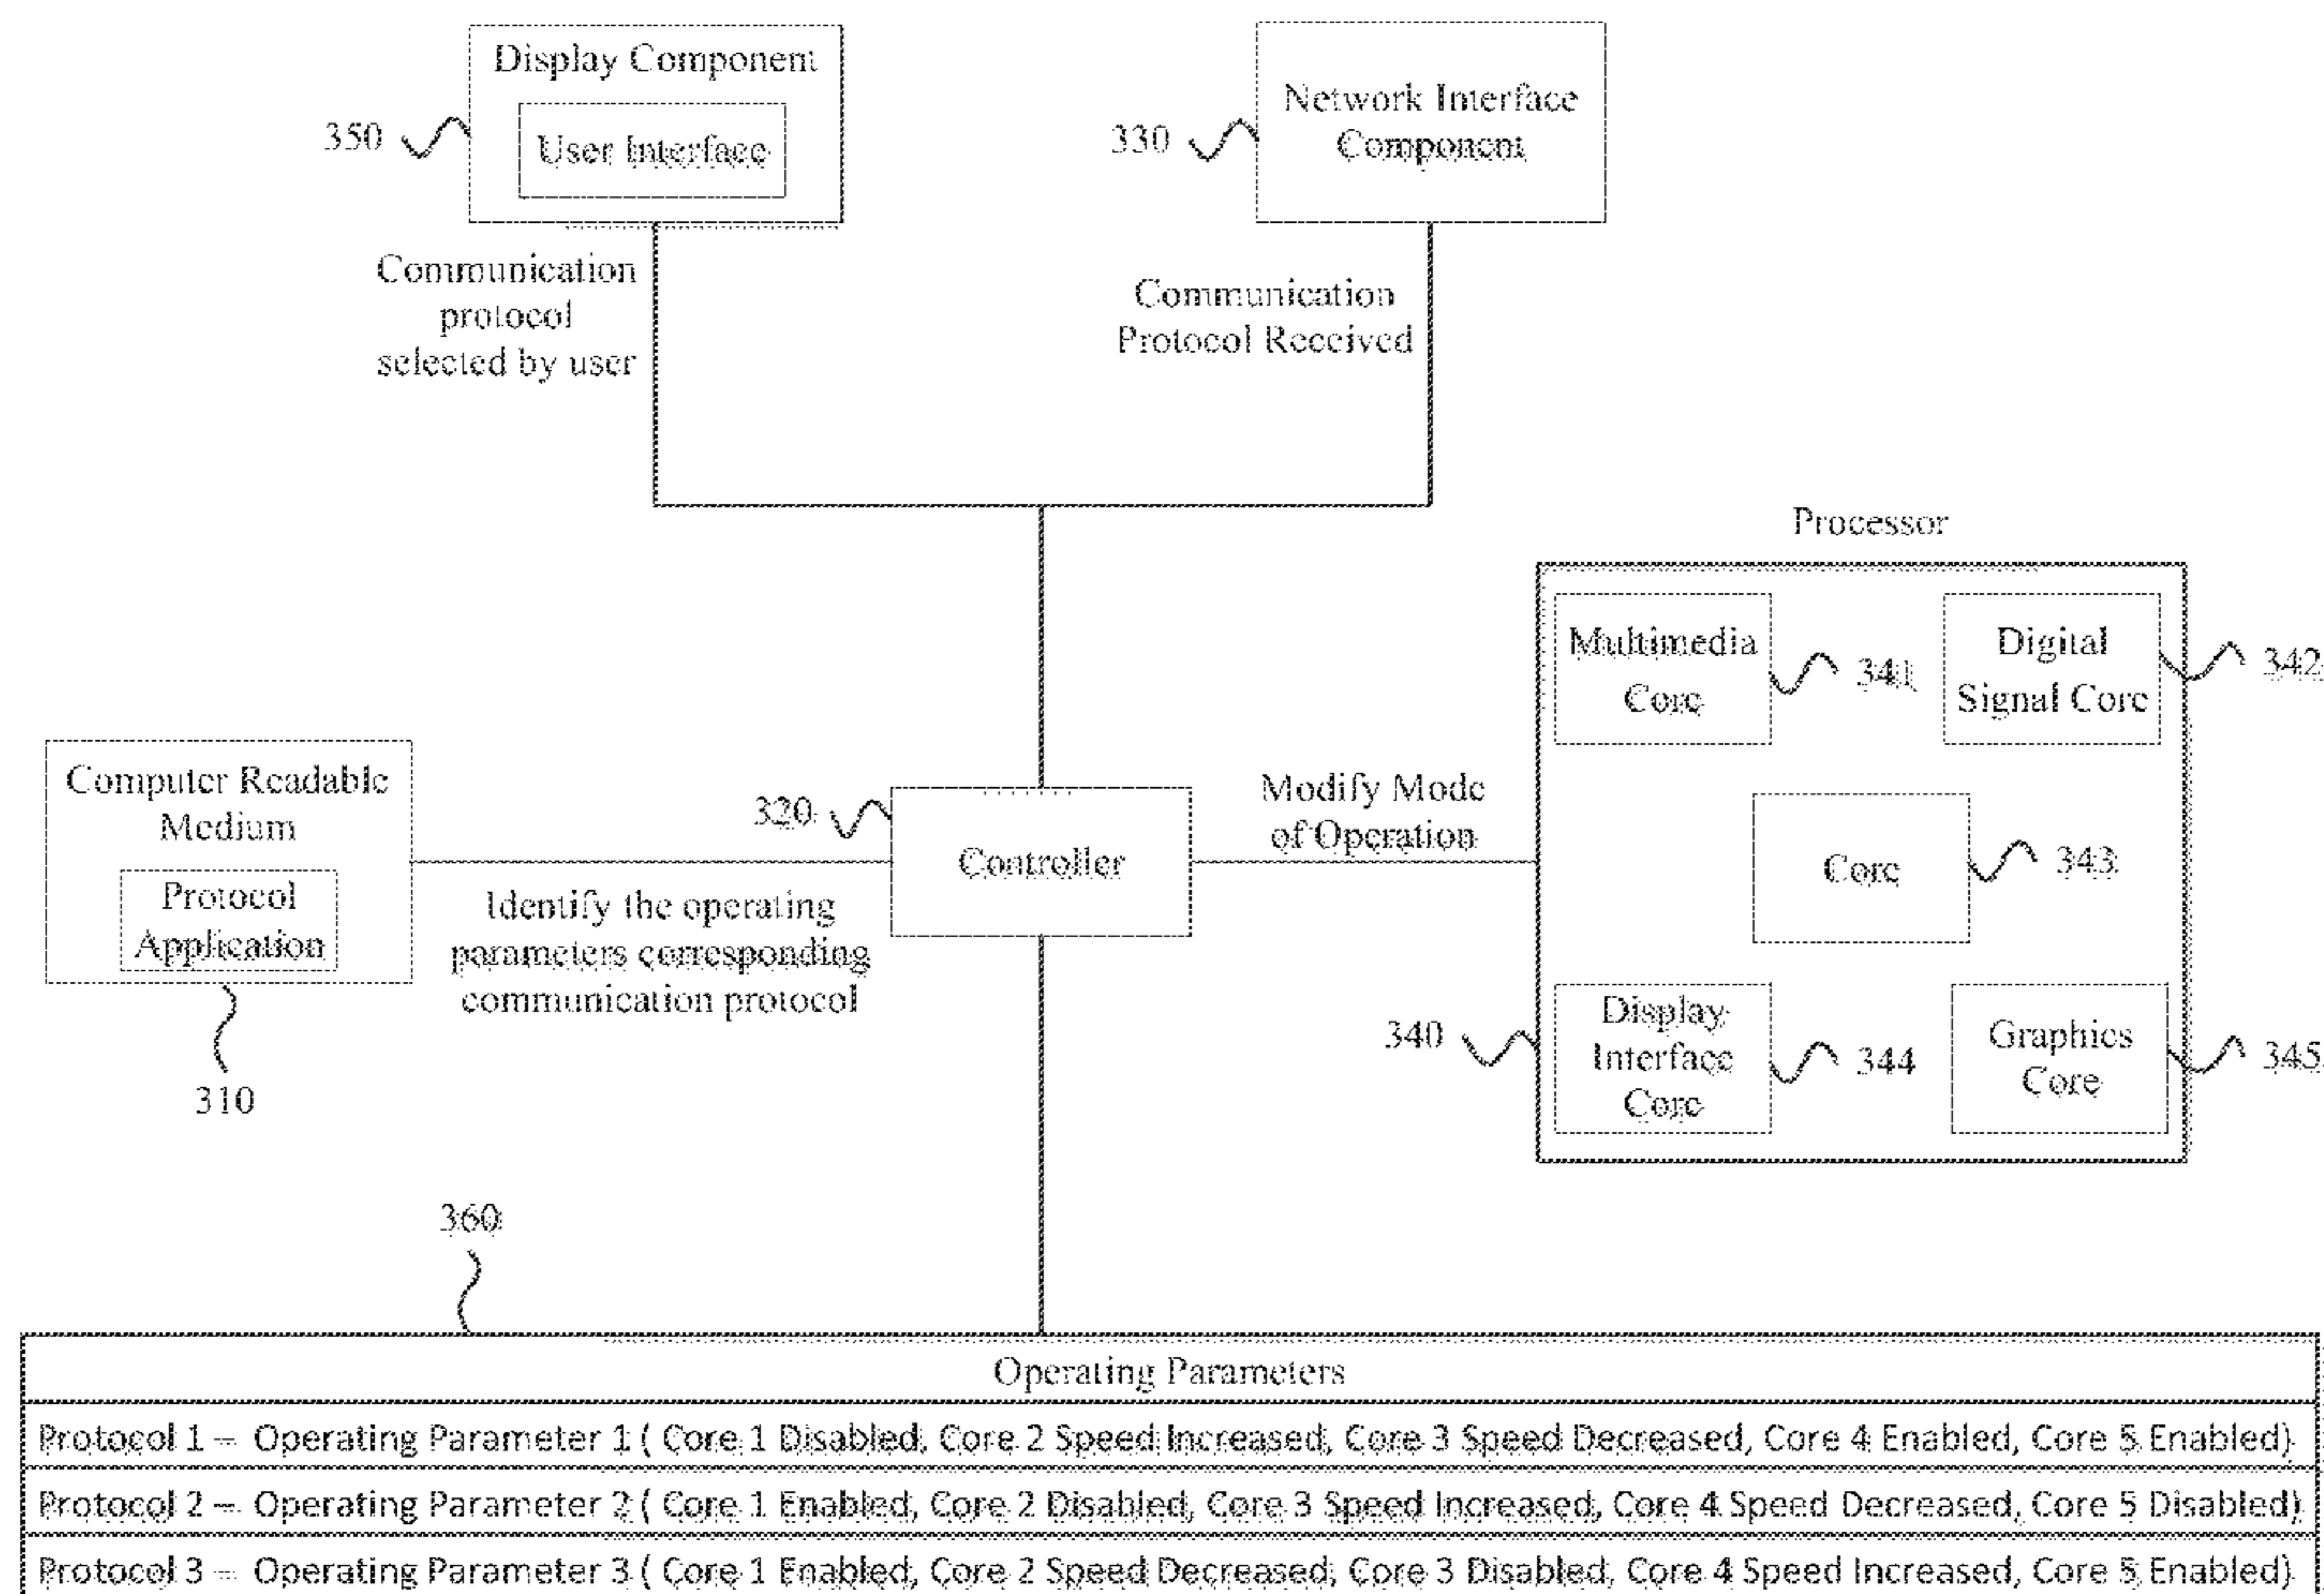 Display Component
User Interface
350
Network Interface
Component
330
Communication
protocol
selected by user
Communication
Protocol Received
Processor
Multimedia
Core
341
Digital
Signal Core
342
Computer Readable
Medium
Protocol
Application
310
320
Controller
Modify Mode
of Operation
Core
343
Identify the operating
parameters corresponding
communication protocol
340
Display
Interface
Core
344
Graphics
Core
345
360
Operating Parameters
Protocol 1 – Operating Parameter 1 ( Core 1 Disabled, Core 2 Speed Increased, Core 3 Speed Decreased, Core 4 Enabled, Core 5 Enabled)
Protocol 2 – Operating Parameter 2 ( Core 1 Enabled, Core 2 Disabled, Core 3 Speed Increased, Core 4 Speed Decreased, Core 5 Disabled)
Protocol 3 – Operating Parameter 3 ( Core 1 Enabled, Core 2 Speed Decreased, Core 3 Disabled, Core 4 Speed Increased, Core 5 Enabled)